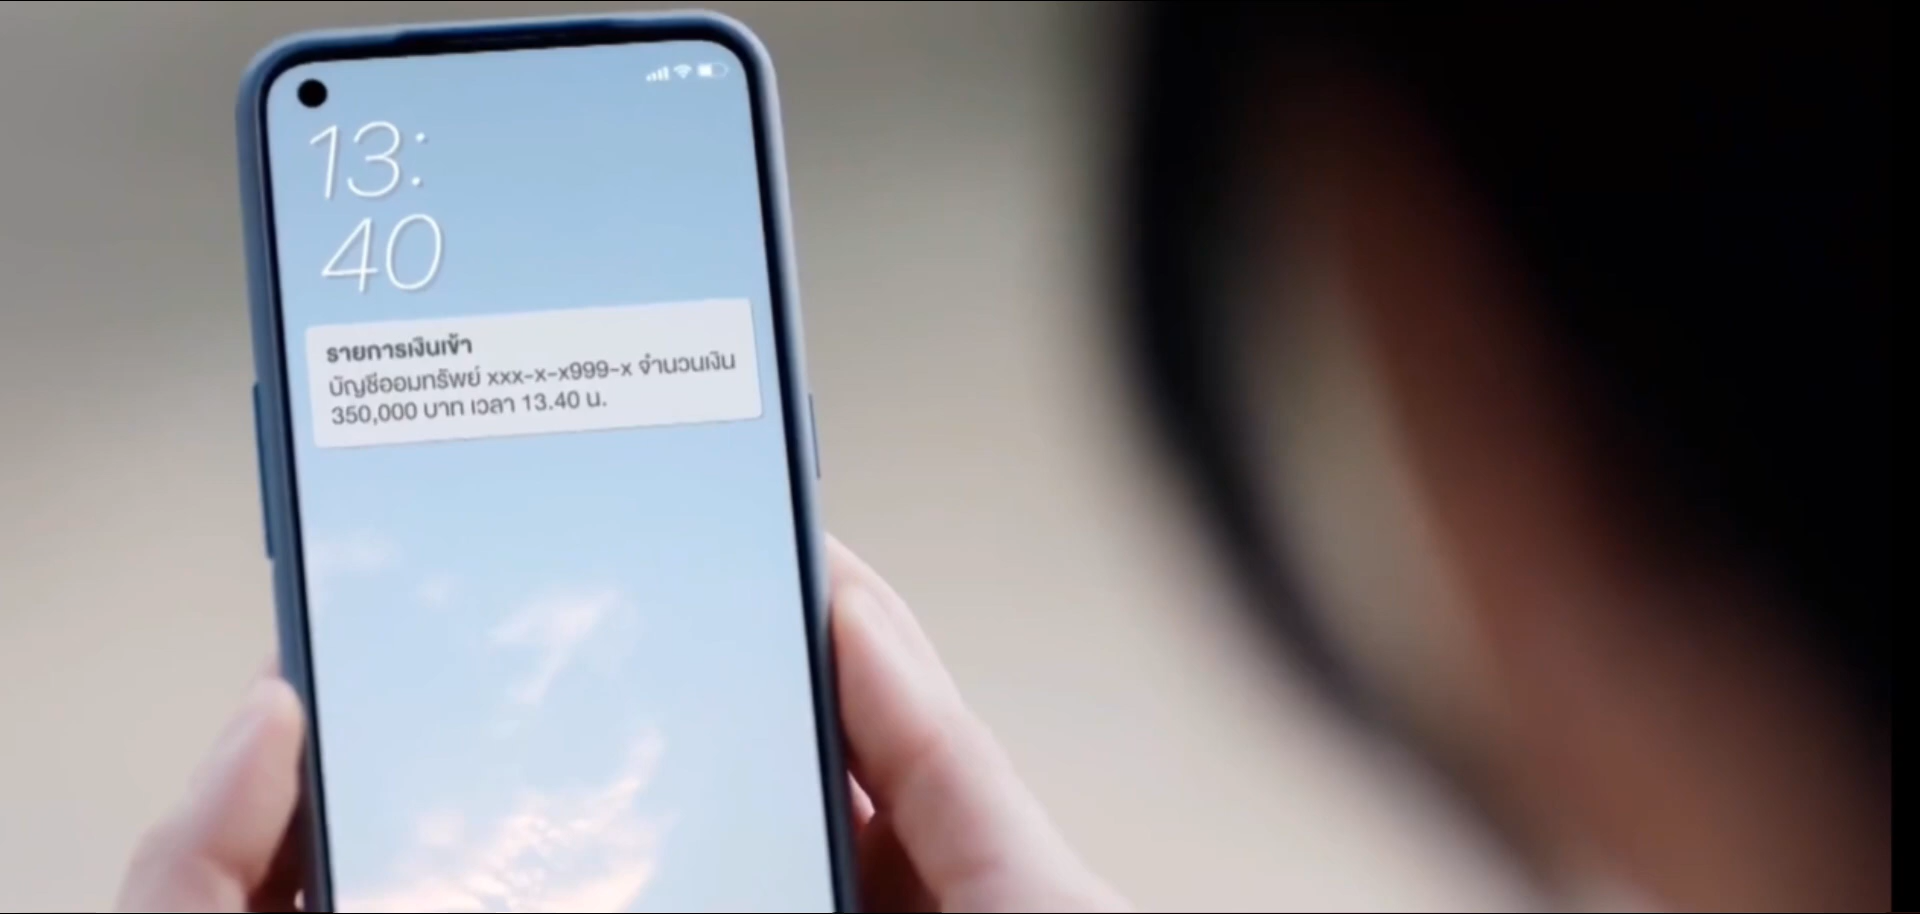 13:
40
รายการเงินเข้า
บัญชีออมทรัพย์ xxx-x-x999-x จำนวนเงิน
350,000 บาท เวลา 13.40 น.